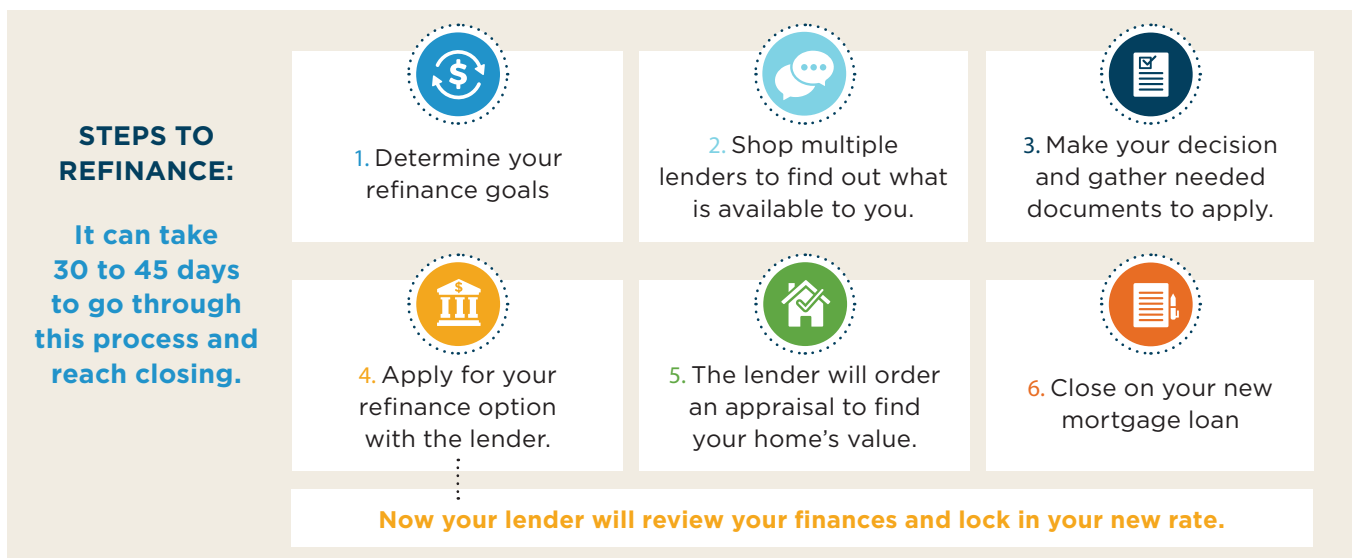 STEPS TO
REFINANCE:
It can take
30 to 45 days
to go through
this process and
reach closing.
$
1. Determine your
refinance goals
2. Shop multiple
lenders to find out what
is available to you.
3. Make your decision
and gather needed
documents to apply.
$
4. Apply for your
refinance option
with the lender.
5. The lender will order
an appraisal to find
your home’s value.
6. Close on your new
mortgage loan
Now your lender will review your finances and lock in your new rate.